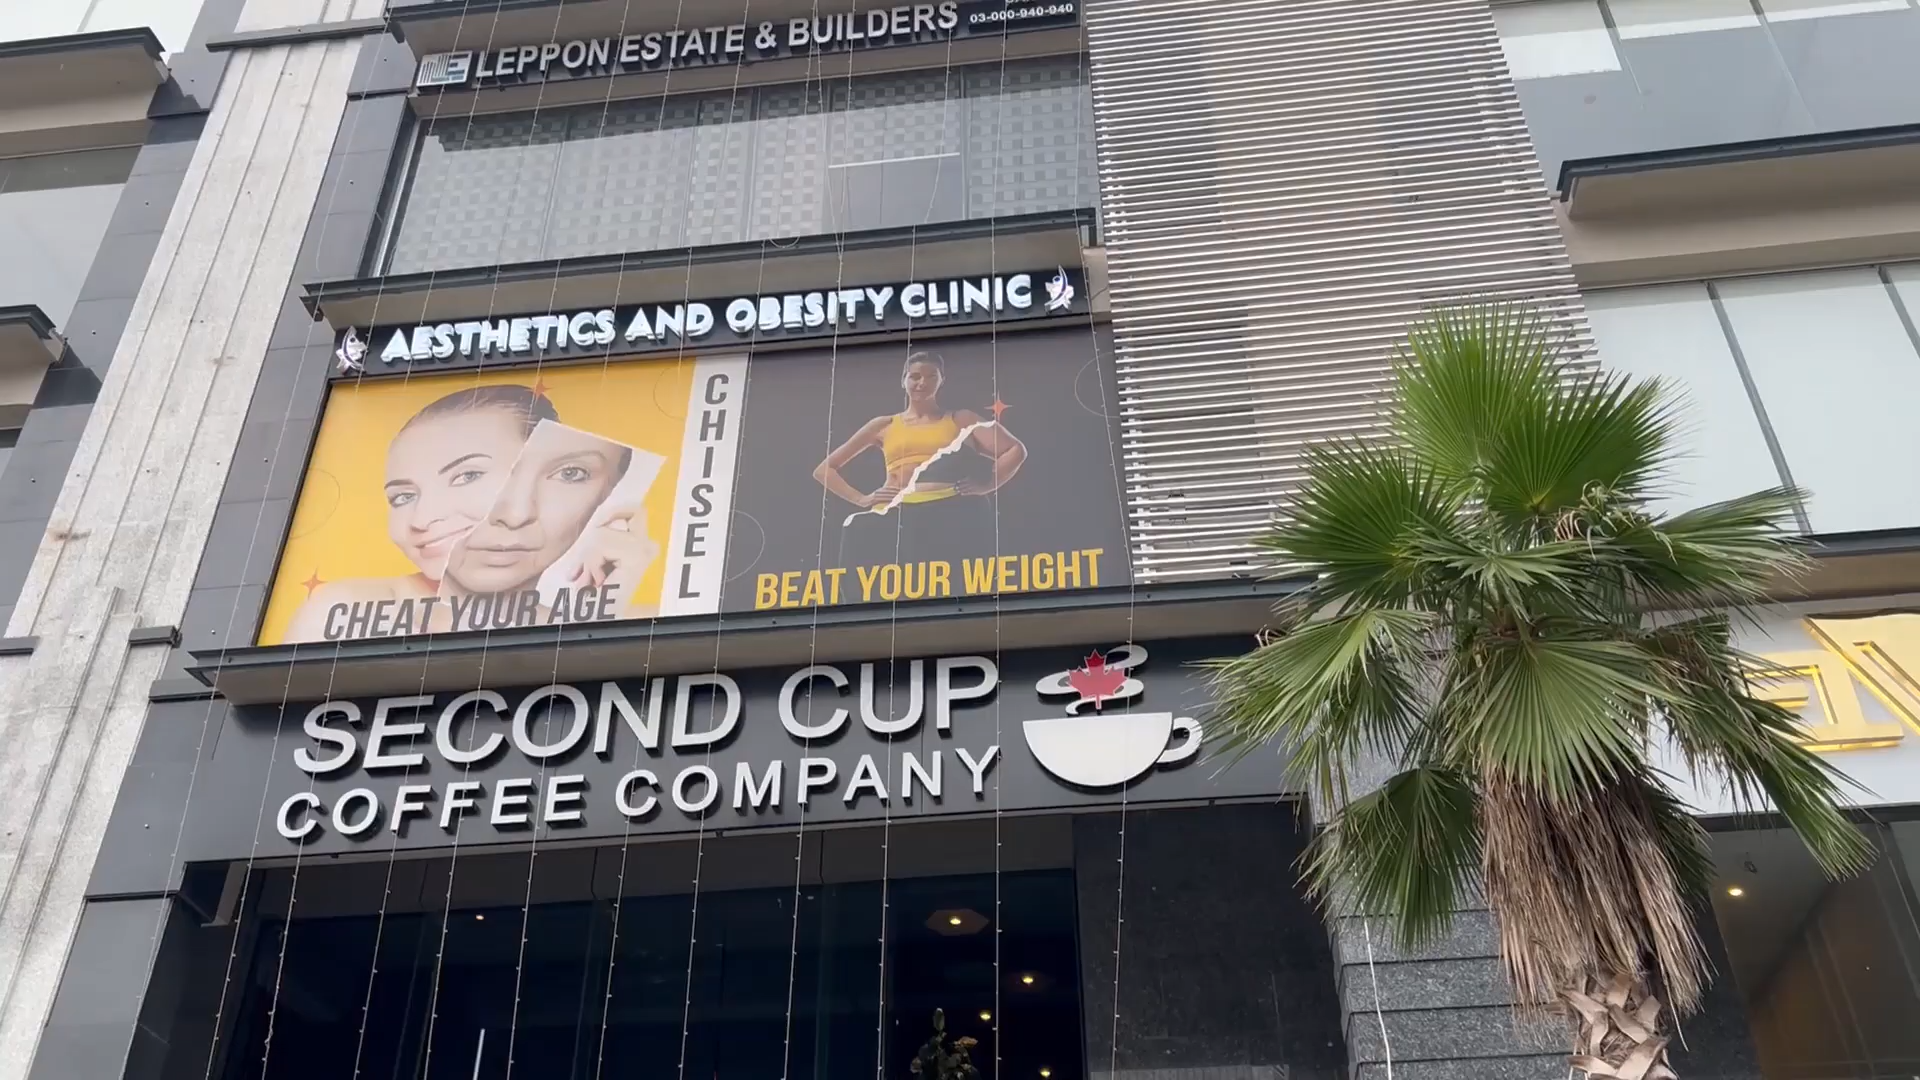 LEPPON ESTATE & BUILDERS
03-000-940-940
AESTHETICS AND OBESITY CLINIC
CHISEL
CHEAT YOUR AGE
BEAT YOUR WEIGHT
SECOND CUP
COFFEE COMPANY